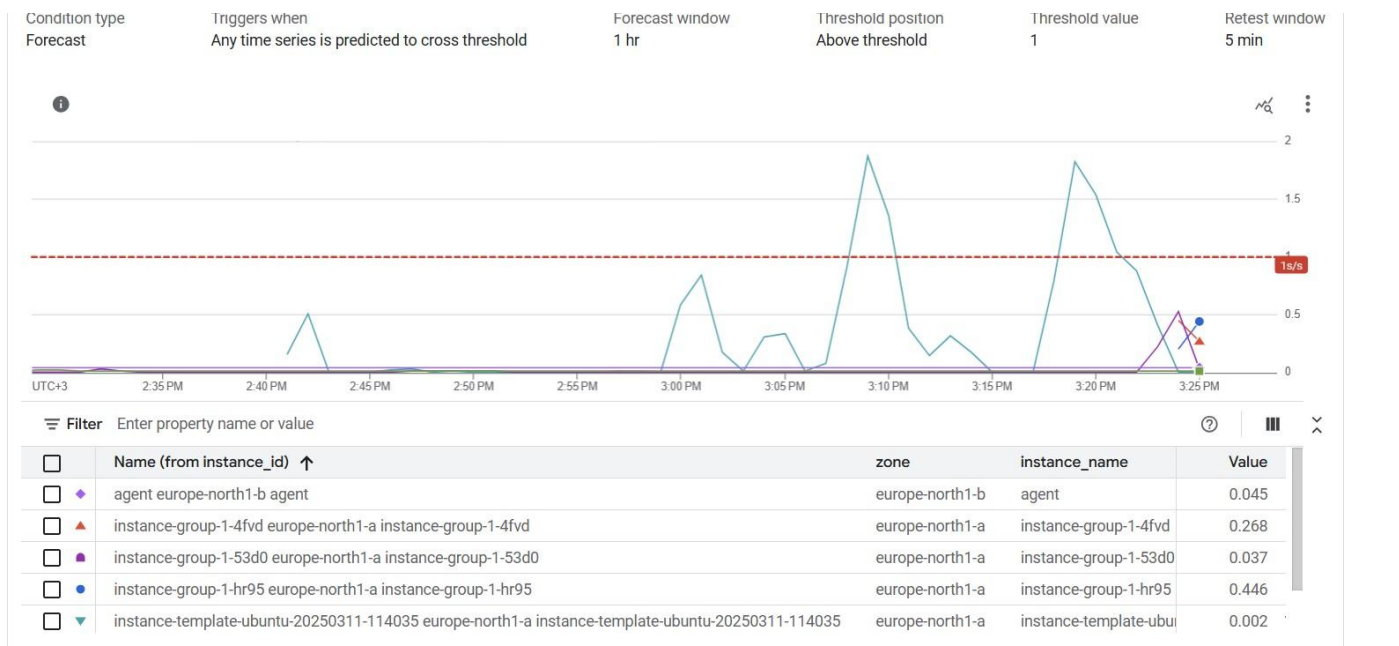 Condition type Triggers when Forecast window Threshold position Threshold value Retest window
Forecast Any time series is predicted to cross threshold 1 hr Above threshold 1 5 min
2
1.5
1
1s/s
0.5
0
UTC+3 2:35 PM 2:40 PM 2:45 PM 2:50 PM 2:55 PM 3:00 PM 3:05 PM 3:10 PM 3:15 PM 3:20 PM 3:25 PM
Filter Enter property name or value
Name (from instance_id) zone instance_name Value
agent europe-north1-b agent europe-north1-b agent 0.045
instance-group-1-4fvd europe-north1-a instance-group-1-4fvd europe-north1-a instance-group-1-4fvd 0.268
instance-group-1-53d0 europe-north1-a instance-group-1-53d0 europe-north1-a instance-group-1-53d0 0.037
instance-group-1-hr95 europe-north1-a instance-group-1-hr95 europe-north1-a instance-group-1-hr95 0.446
instance-template-ubuntu-20250311-114035 europe-north1-a instance-template-ubuntu-20250311-114035 europe-north1-a instance-template-ubu 0.002